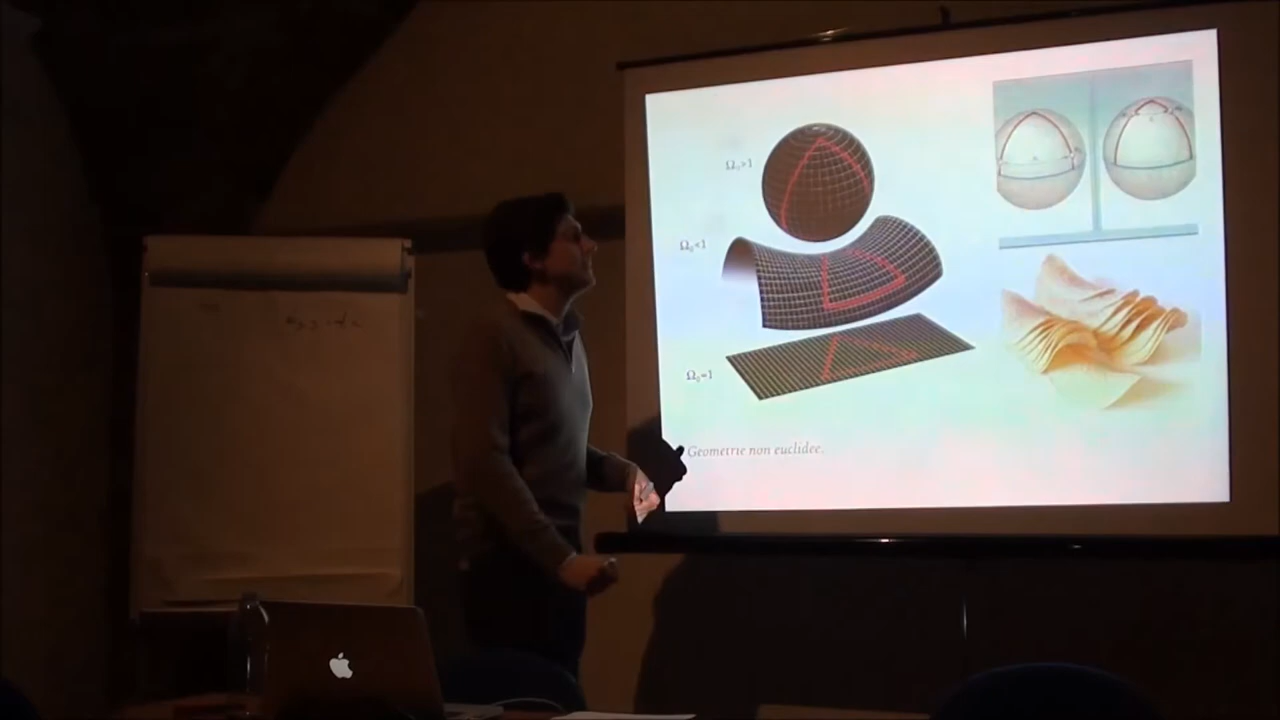 Ω₀>1
Ω₀<1
Ω₀=1
Geometrie non euclidee.